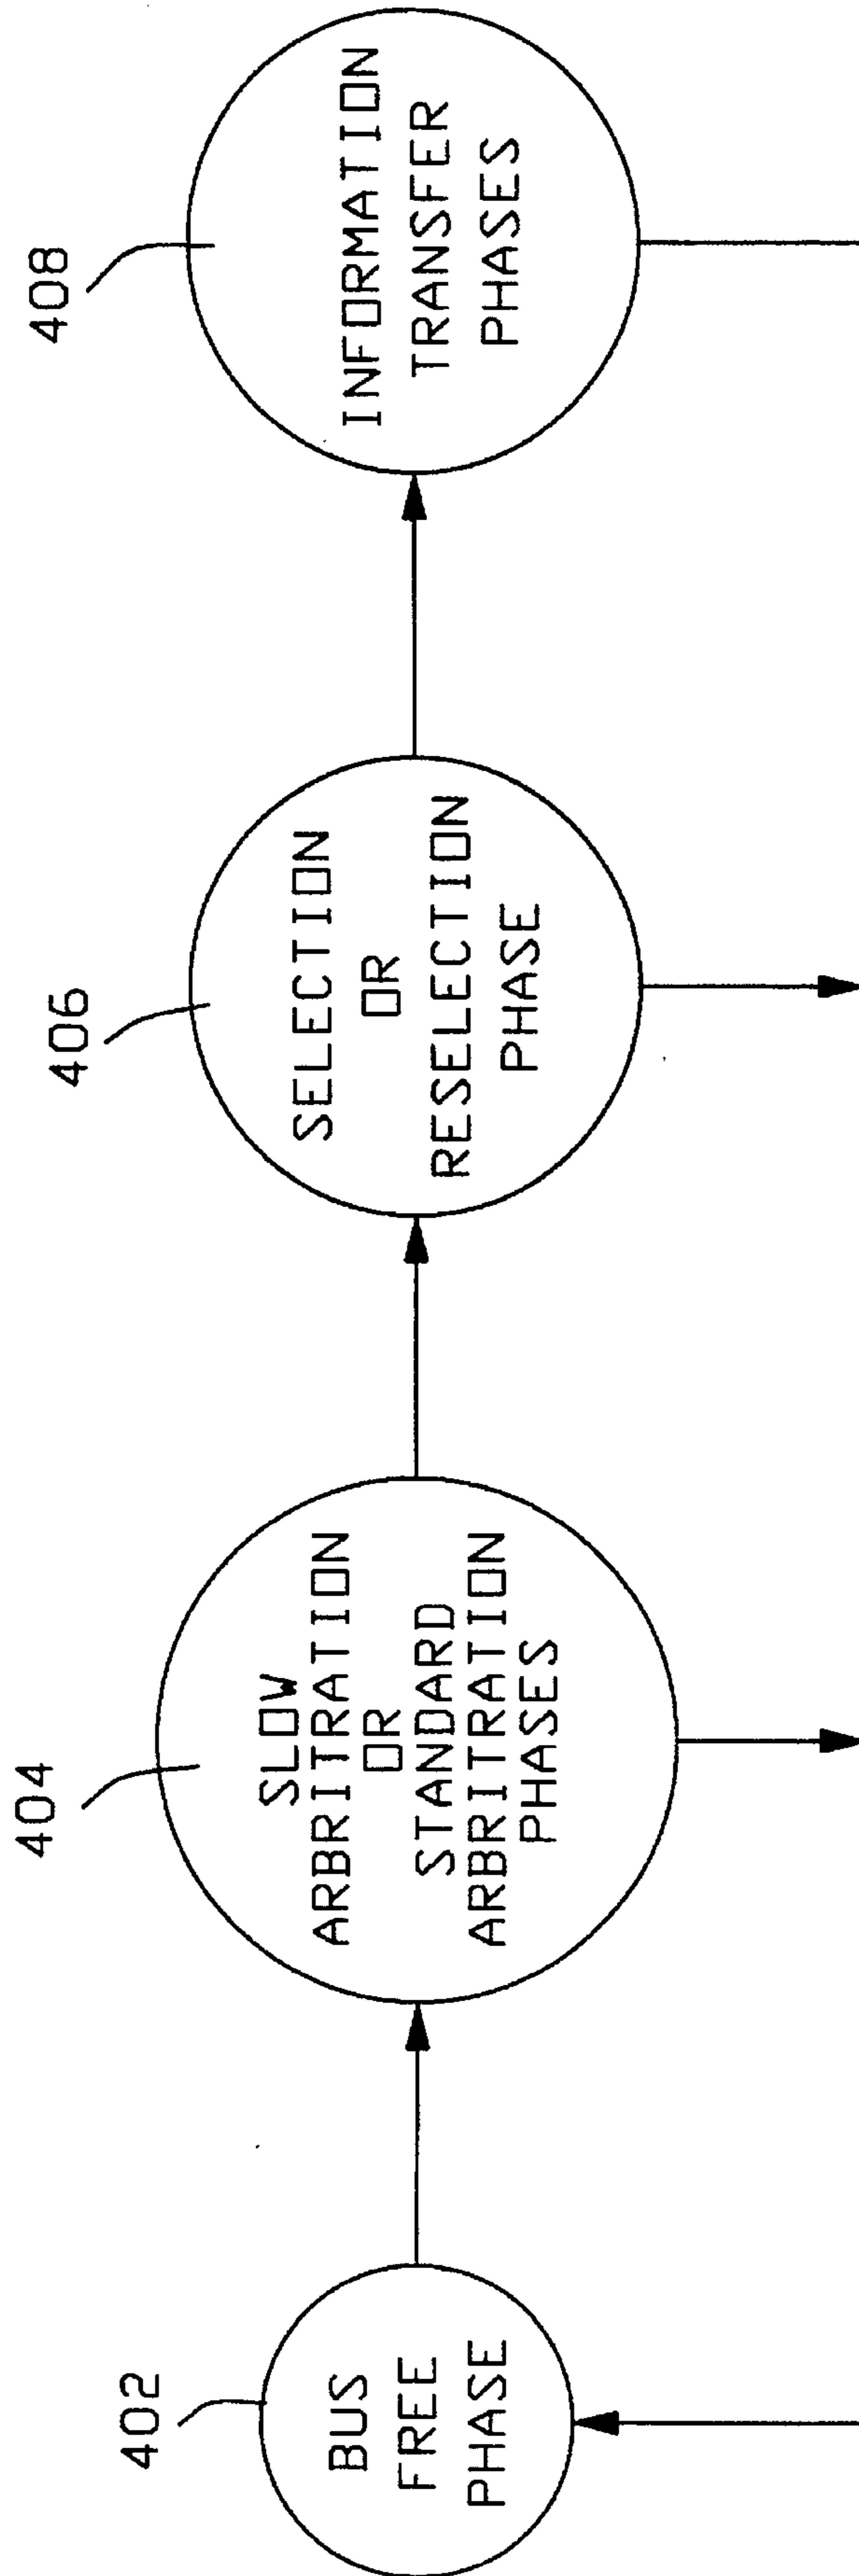 402
BUS
FREE
PHASE
404
SLOW
ARBRITRATION
OR
STANDARD
ARBRITRATION
PHASES
406
SELECTION
OR
RESELECTION
PHASE
408
INFORMATION
TRANSFER
PHASES